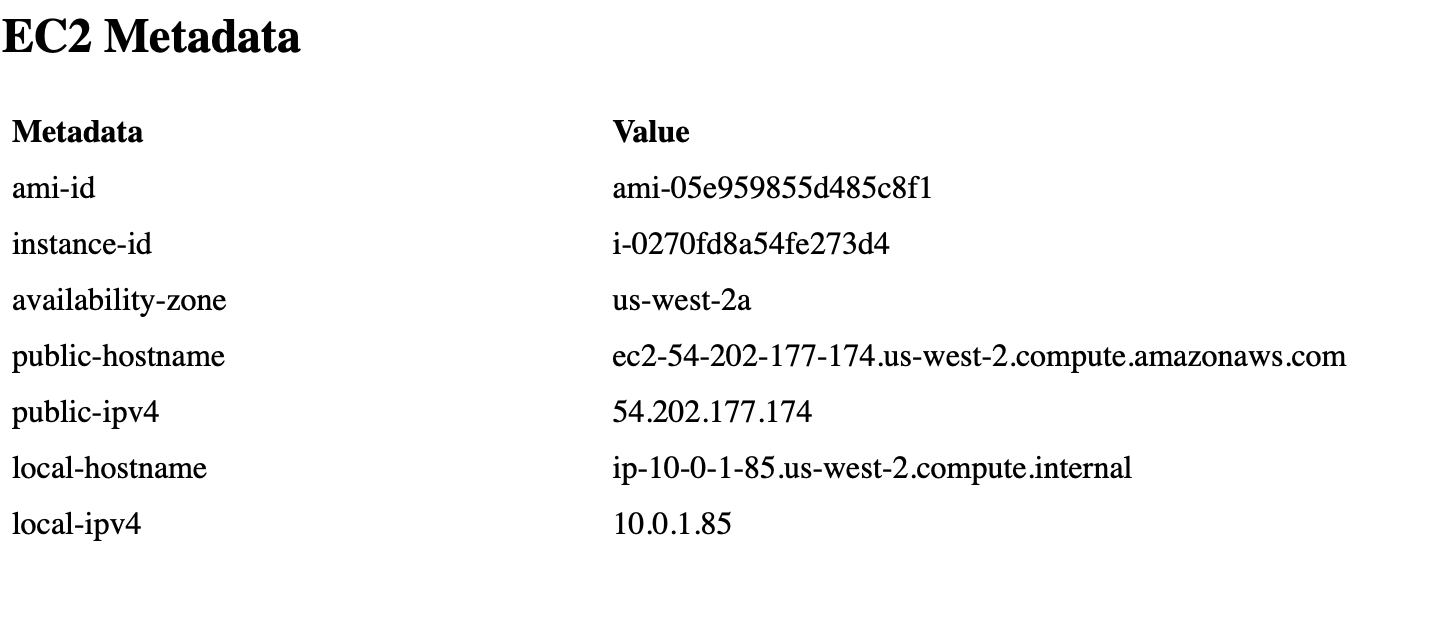 EC2 Metadata
Metadata Value
ami-id ami-05e959855d485c8f1
instance-id i-0270fd8a54fe273d4
availability-zone us-west-2a
public-hostname ec2-54-202-177-174.us-west-2.compute.amazonaws.com
public-ipv4 54.202.177.174
local-hostname ip-10-0-1-85.us-west-2.compute.internal
local-ipv4 10.0.1.85